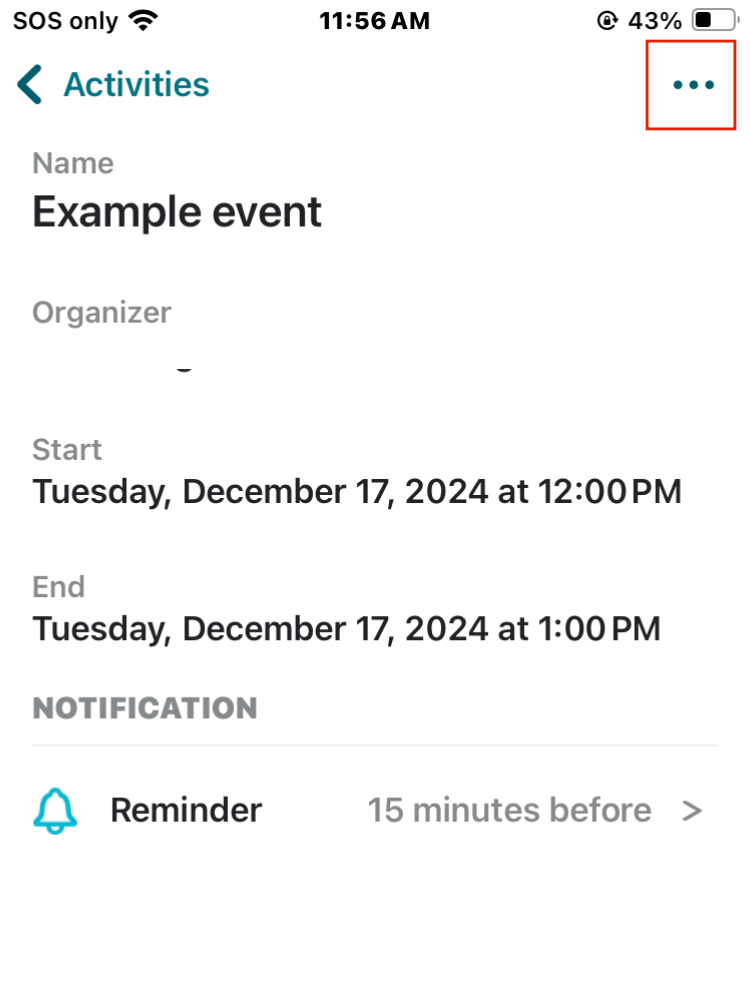 SOS only 11:56 AM 43%
Activities
Name
Example event
Organizer
Start
Tuesday, December 17, 2024 at 12:00 PM
End
Tuesday, December 17, 2024 at 1:00 PM
NOTIFICATION
Reminder 15 minutes before >